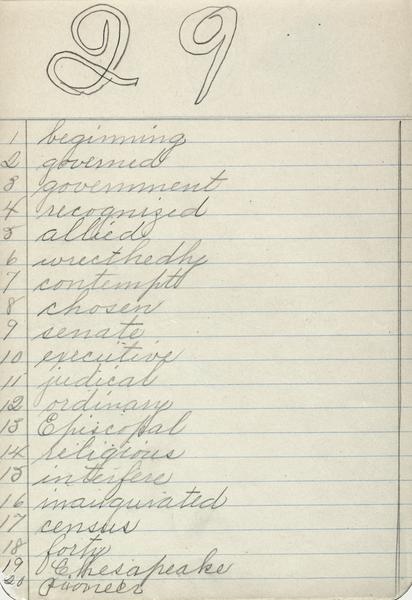 29
1 beginning
2 governed
3 government
4 recognized
5 allied
6 wrecthedly
7 contempt
8 chosen
9 senate
10 executive
11 judical
12 ordinary
13 Episcopal
14 religious
15 interfere
16 inaugurated
17 census
18 forty
19 Chesapeake
20 Pioneer